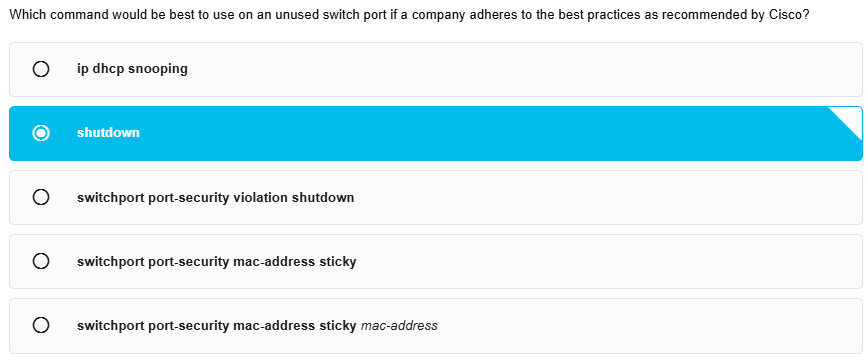 Which command would be best to use on an unused switch port if a company adheres to the best practices as recommended by Cisco?
ip dhcp snooping
shutdown
switchport port-security violation shutdown
switchport port-security mac-address sticky
switchport port-security mac-address sticky mac-address